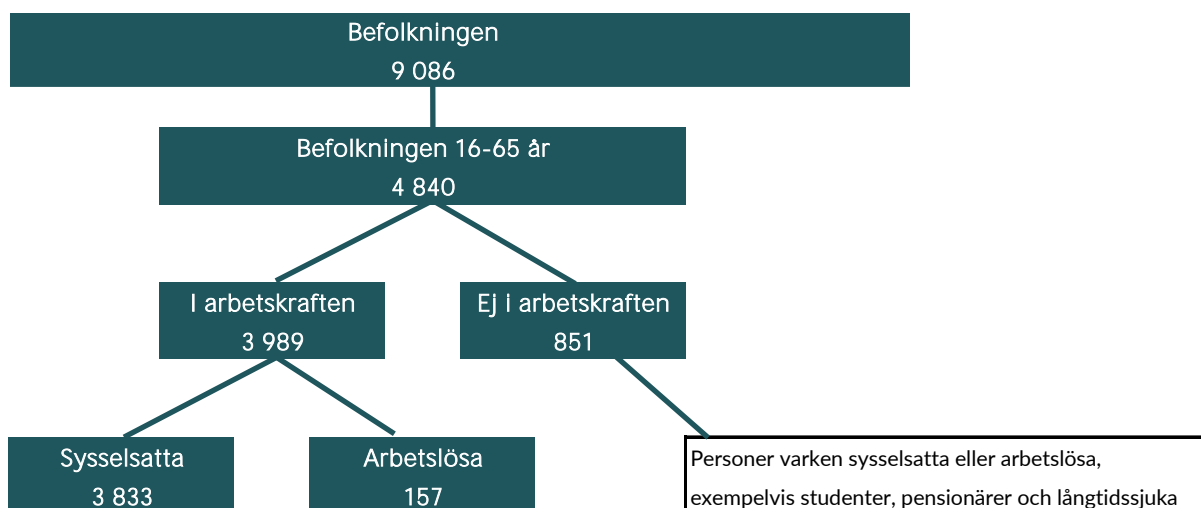 Befolkningen
9 086
Befolkningen 16-65 år
4 840
I arbetskraften
3 989
Ej i arbetskraften
851
Sysselsatta
3 833
Arbetslösa
157
Personer varken sysselsatta eller arbetslösa,
exempelvis studenter, pensionärer och långtidssjuka